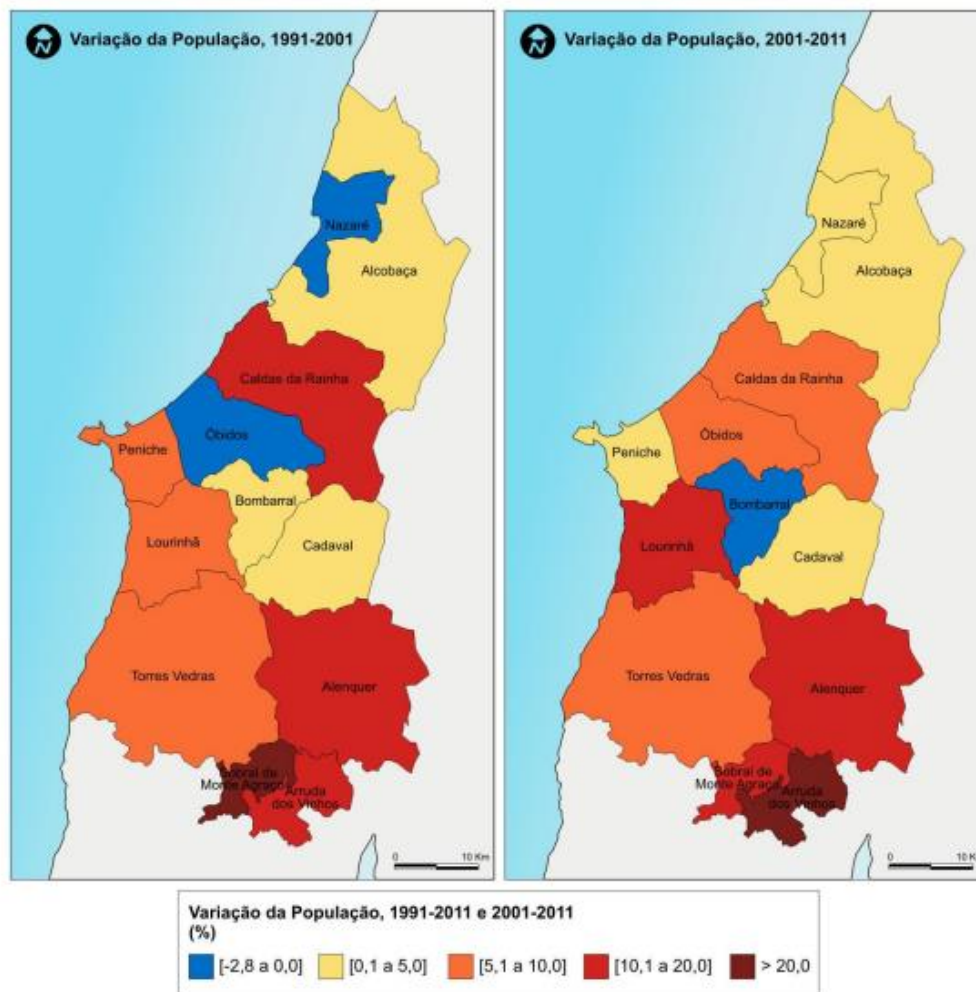 N
Variação da População, 1991-2001
Nazaré
Alcobaça
Caldas da Rainha
Óbidos
Peniche
Bombarral
Lourinhã
Cadaval
Torres Vedras
Alenquer
Sobral de
Monte Agraço
Arruda
dos Vinhos
0 10 Km
N
Variação da População, 2001-2011
Nazaré
Alcobaça
Caldas da Rainha
Óbidos
Peniche
Bombarral
Lourinhã
Cadaval
Torres Vedras
Alenquer
Sobral de
Monte Agraço
Arruda
dos Vinhos
0 10 K
Variação da População, 1991-2011 e 2001-2011
(%)
[-2,8 a 0,0] [0,1 a 5,0] [5,1 a 10,0] [10,1 a 20,0] > 20,0